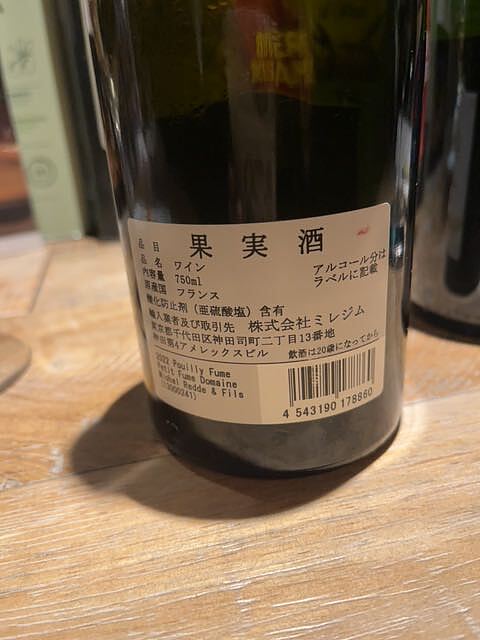 品目 果実酒
品名 ワイン
内容量 750ml
アルコール分は
ラベルに記載
原産国 フランス
酸化防止剤（亜硫酸塩）含有
輸入業者及び取引先 株式会社ミレジム
東京都千代田区神田司町二丁目13番地
神田第4アメレックスビル
飲酒は20歳になってから
2022 Pouilly Fume
Petit Fume Domaine
Michel Redde & Fils
4 543190 178860